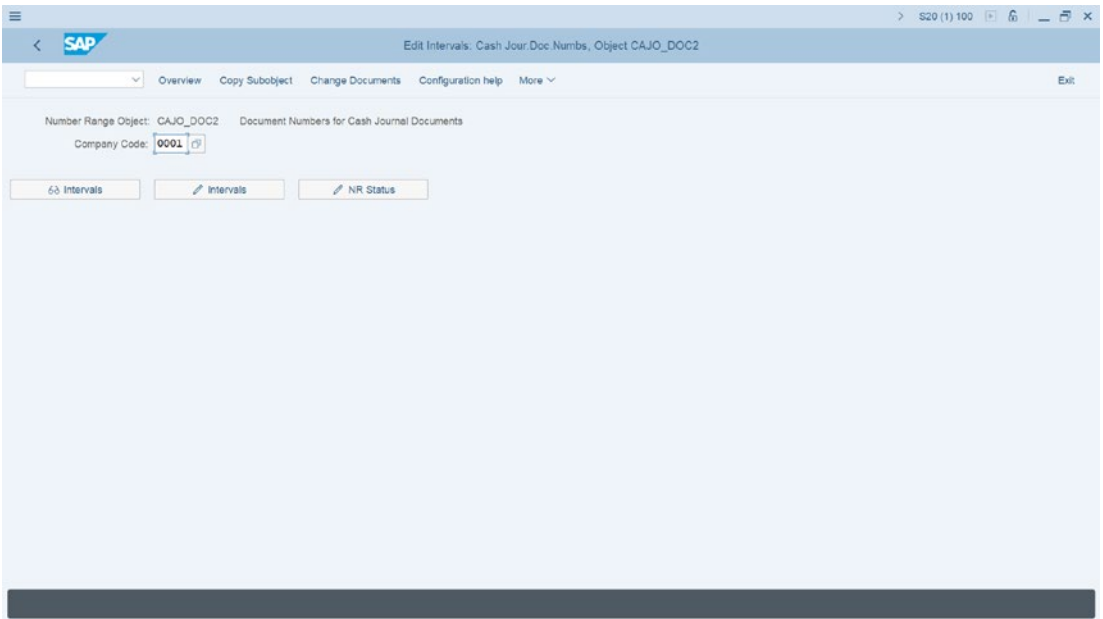 S20 (1) 100
SAP
Edit Intervals: Cash Jour.Doc.Numbs, Object CAJO_DOC2
Overview Copy Subobject Change Documents Configuration help More Exit
Number Range Object: CAJO_DOC2 Document Numbers for Cash Journal Documents
Company Code: 0001
Intervals Intervals NR Status